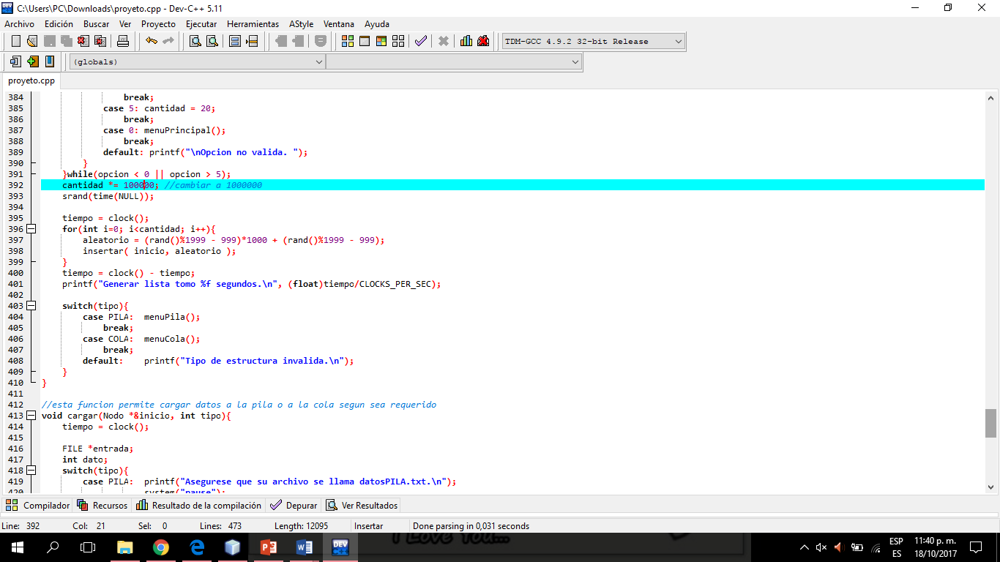 C:\Users\PC\Downloads\proyeto.cpp - Dev-C++ 5.11
Archivo Edición Buscar Ver Proyecto Ejecutar Herramientas AStyle Ventana Ayuda
TDM-GCC 4.9.2 32-bit Release
(globals)
proyeto.cpp
384 break;
385 case 5: cantidad = 20;
386 break;
387 case 0: menuPrincipal();
388 break;
389 default: printf("\nOpcion no valida. ");
390 }
391 }while(opcion < 0 || opcion > 5);
392 cantidad *= 100000; //cambiar a 1000000
393 srand(time(NULL));
394
395 tiempo = clock();
396 for(int i=0; i<cantidad; i++){
397 aleatorio = (rand()%1999 - 999)*1000 + (rand()%1999 - 999);
398 insertar( inicio, aleatorio );
399 }
400 tiempo = clock() - tiempo;
401 printf("Generar lista tomo %f segundos.\n", (float)tiempo/CLOCKS_PER_SEC);
402
403 switch(tipo){
404 case PILA: menuPila();
405 break;
406 case COLA: menuCola();
407 break;
408 default: printf("Tipo de estructura invalida.\n");
409 }
410 }
411
412 //esta funcion permite cargar datos a la pila o a la cola segun sea requerido
413 void cargar(Nodo *&inicio, int tipo){
414 tiempo = clock();
415
416 FILE *entrada;
417 int dato;
418 switch(tipo){
419 case PILA: printf("Asegurese que su archivo se llama datosPILA.txt.\n");
420 system("pause");
Compilador Recursos Resultado de la compilación Depurar Ver Resultados
Line: 392 Col: 21 Sel: 0 Lines: 473 Length: 12095 Insertar Done parsing in 0,031 seconds
I Love You...
ESP 11:40 p. m.
ES 18/10/2017